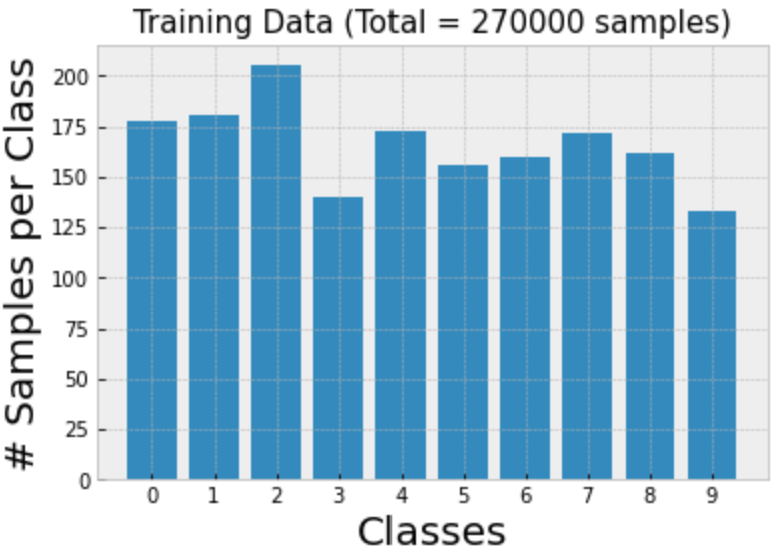 Training Data (Total = 270000 samples)
# Samples per Class
200
175
150
125
100
75
50
25
0
0 1 2 3 4 5 6 7 8 9
Classes